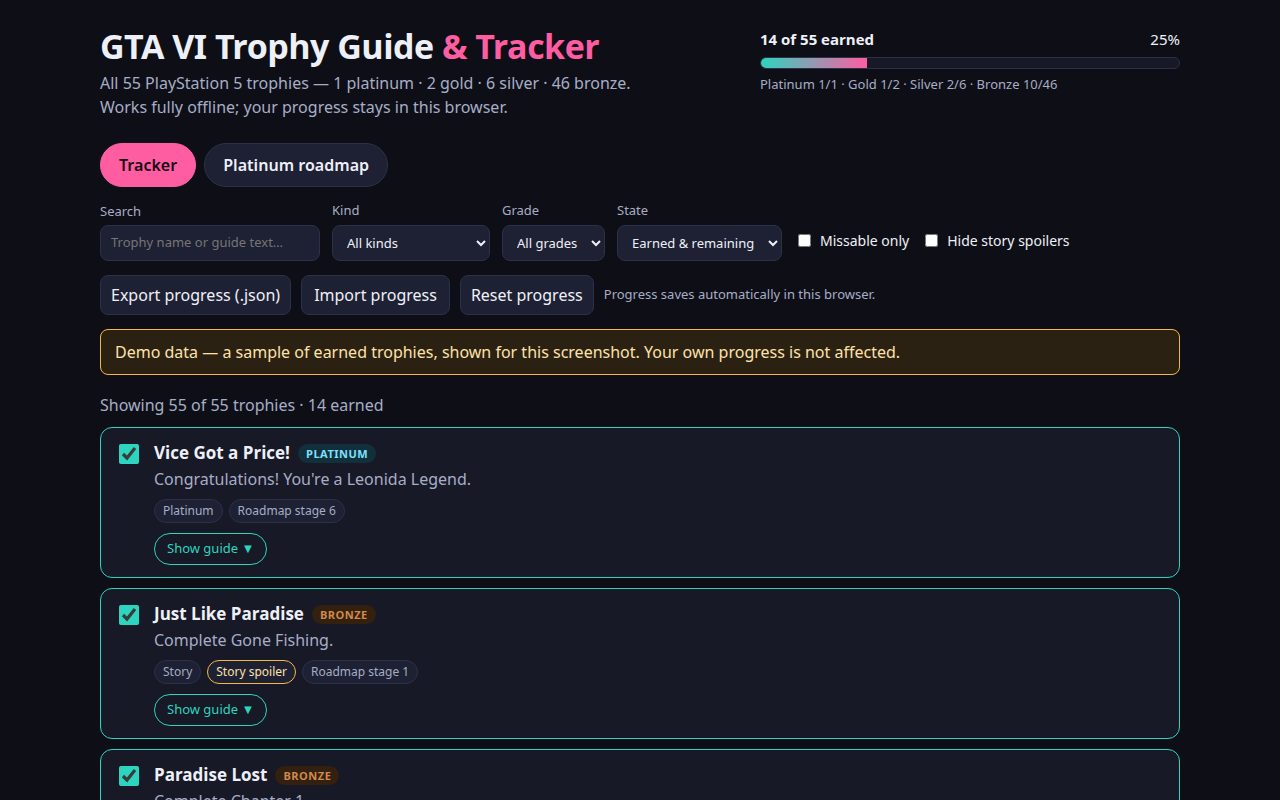 GTA VI Trophy Guide & Tracker
14 of 55 earned 25%
All 55 PlayStation 5 trophies — 1 platinum · 2 gold · 6 silver · 46 bronze.
Works fully offline; your progress stays in this browser.
Platinum 1/1 · Gold 1/2 · Silver 2/6 · Bronze 10/46
Tracker Platinum roadmap
Search Kind Grade State
Trophy name or guide text... All kinds All grades Earned & remaining Missable only Hide story spoilers
Export progress (.json) Import progress Reset progress Progress saves automatically in this browser.
Demo data — a sample of earned trophies, shown for this screenshot. Your own progress is not affected.
Showing 55 of 55 trophies · 14 earned
Vice Got a Price! PLATINUM
Congratulations! You're a Leonida Legend.
Platinum Roadmap stage 6
Show guide ▼
Just Like Paradise BRONZE
Complete Gone Fishing.
Story Story spoiler Roadmap stage 1
Show guide ▼
Paradise Lost BRONZE
Complete Chapter 1